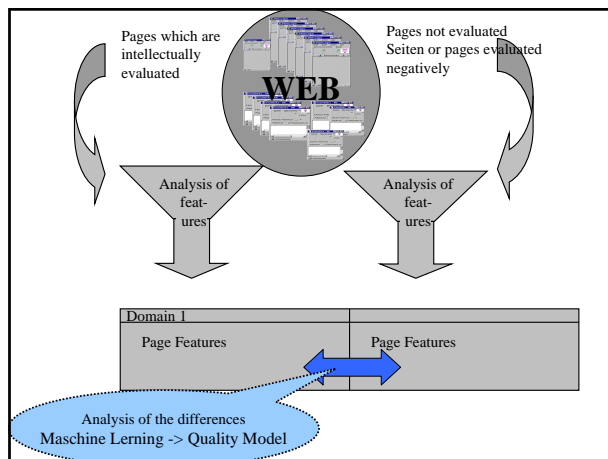 Pages which are
intellectually
evaluated
Pages not evaluated
Seiten or pages evaluated
negatively
WEB
Analysis of
feat-
ures
Analysis of
feat-
ures
Domain 1
Page Features
Page Features
Analysis of the differences
Maschine Lerning -> Quality Model